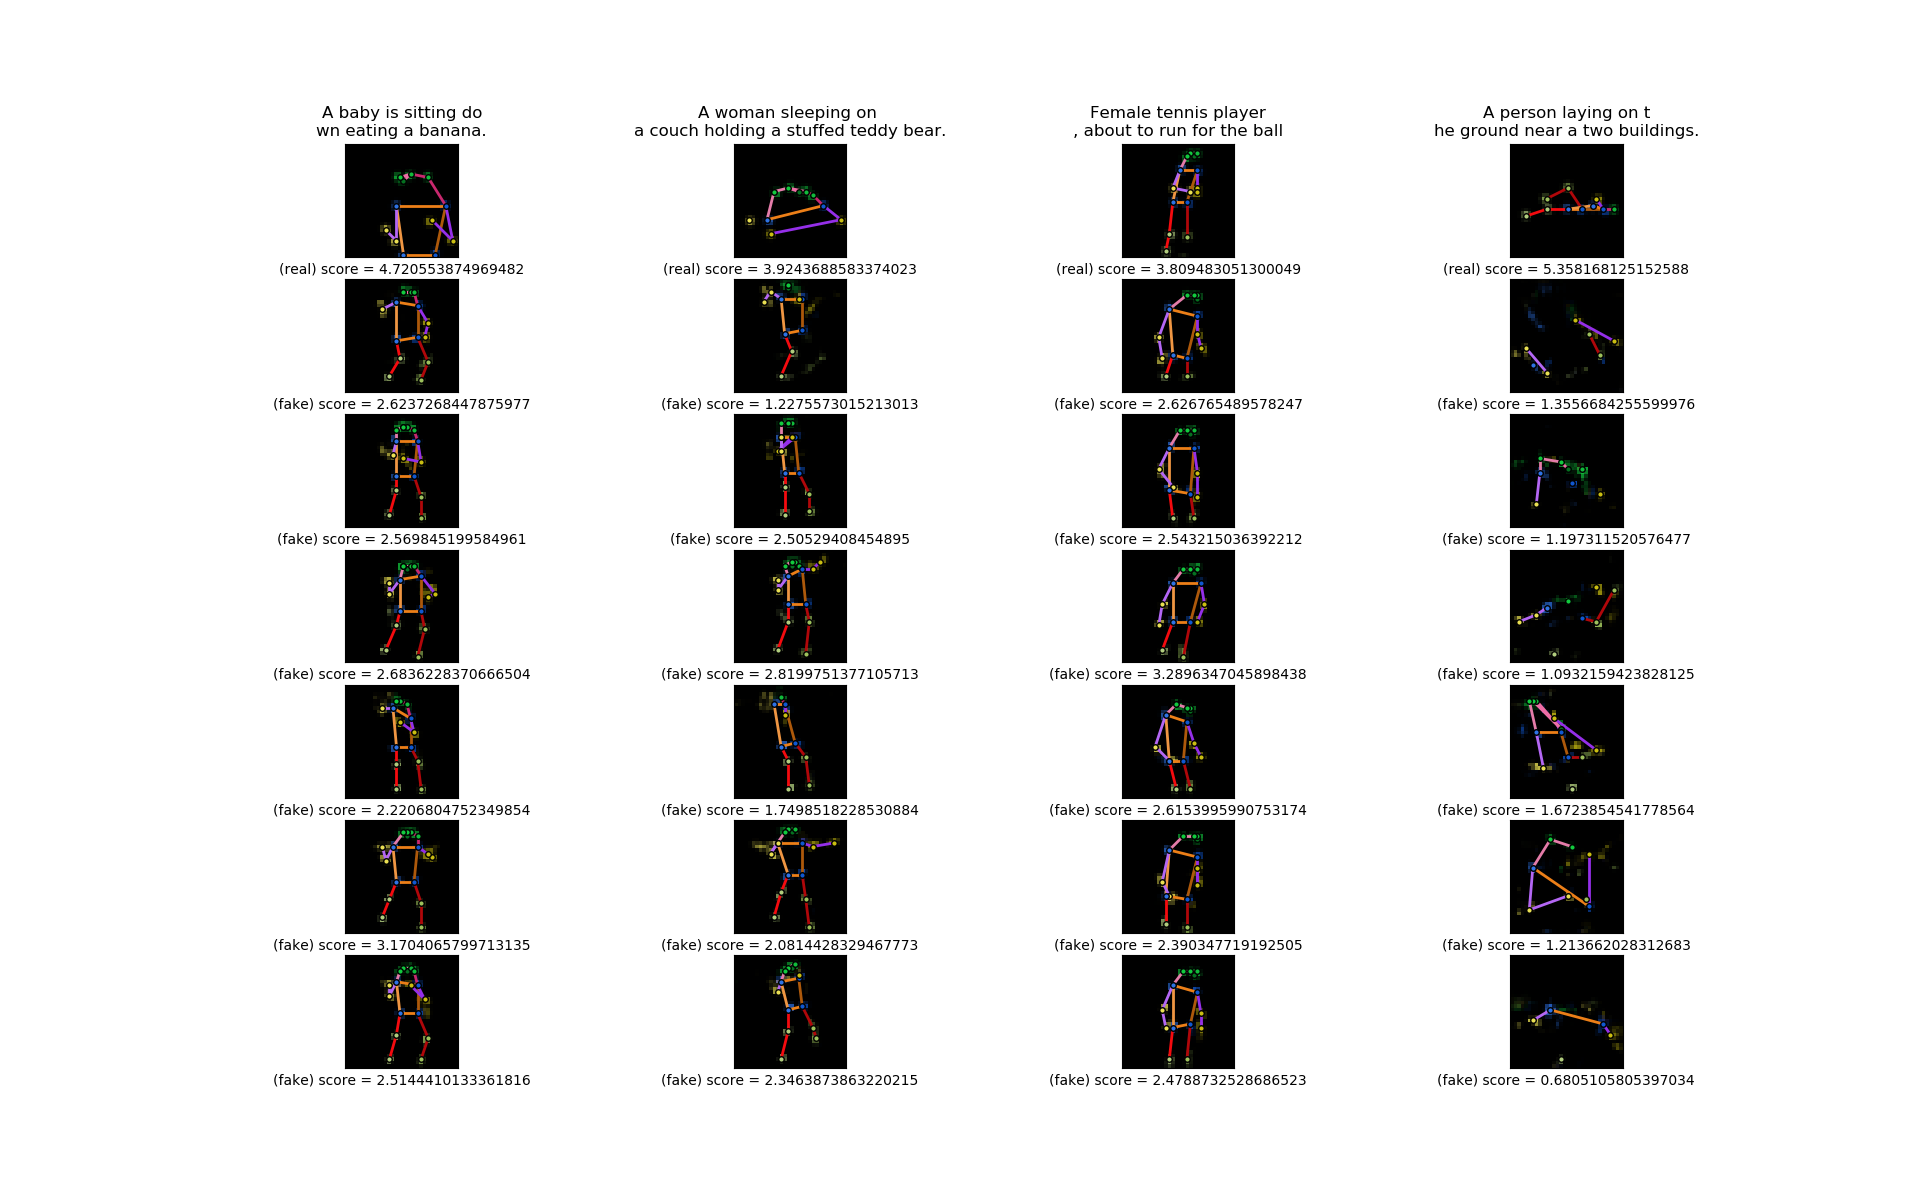 A baby is sitting do
wn eating a banana.
A woman sleeping on
a couch holding a stuffed teddy bear.
Female tennis player
, about to run for the ball
A person laying on t
he ground near a two buildings.
(real) score = 4.720553874969482
(real) score = 3.9243688583374023
(real) score = 3.809483051300049
(real) score = 5.358168125152588
(fake) score = 2.6237268447875977
(fake) score = 1.2275573015213013
(fake) score = 2.626765489578247
(fake) score = 1.3556684255599976
(fake) score = 2.569845199584961
(fake) score = 2.50529408454895
(fake) score = 2.543215036392212
(fake) score = 1.197311520576477
(fake) score = 2.6836228370666504
(fake) score = 2.8199751377105713
(fake) score = 3.2896347045898438
(fake) score = 1.0932159423828125
(fake) score = 2.2206804752349854
(fake) score = 1.7498518228530884
(fake) score = 2.6153995990753174
(fake) score = 1.6723854541778564
(fake) score = 3.1704065799713135
(fake) score = 2.0814428329467773
(fake) score = 2.390347719192505
(fake) score = 1.213662028312683
(fake) score = 2.5144410133361816
(fake) score = 2.3463873863220215
(fake) score = 2.4788732528686523
(fake) score = 0.6805105805397034